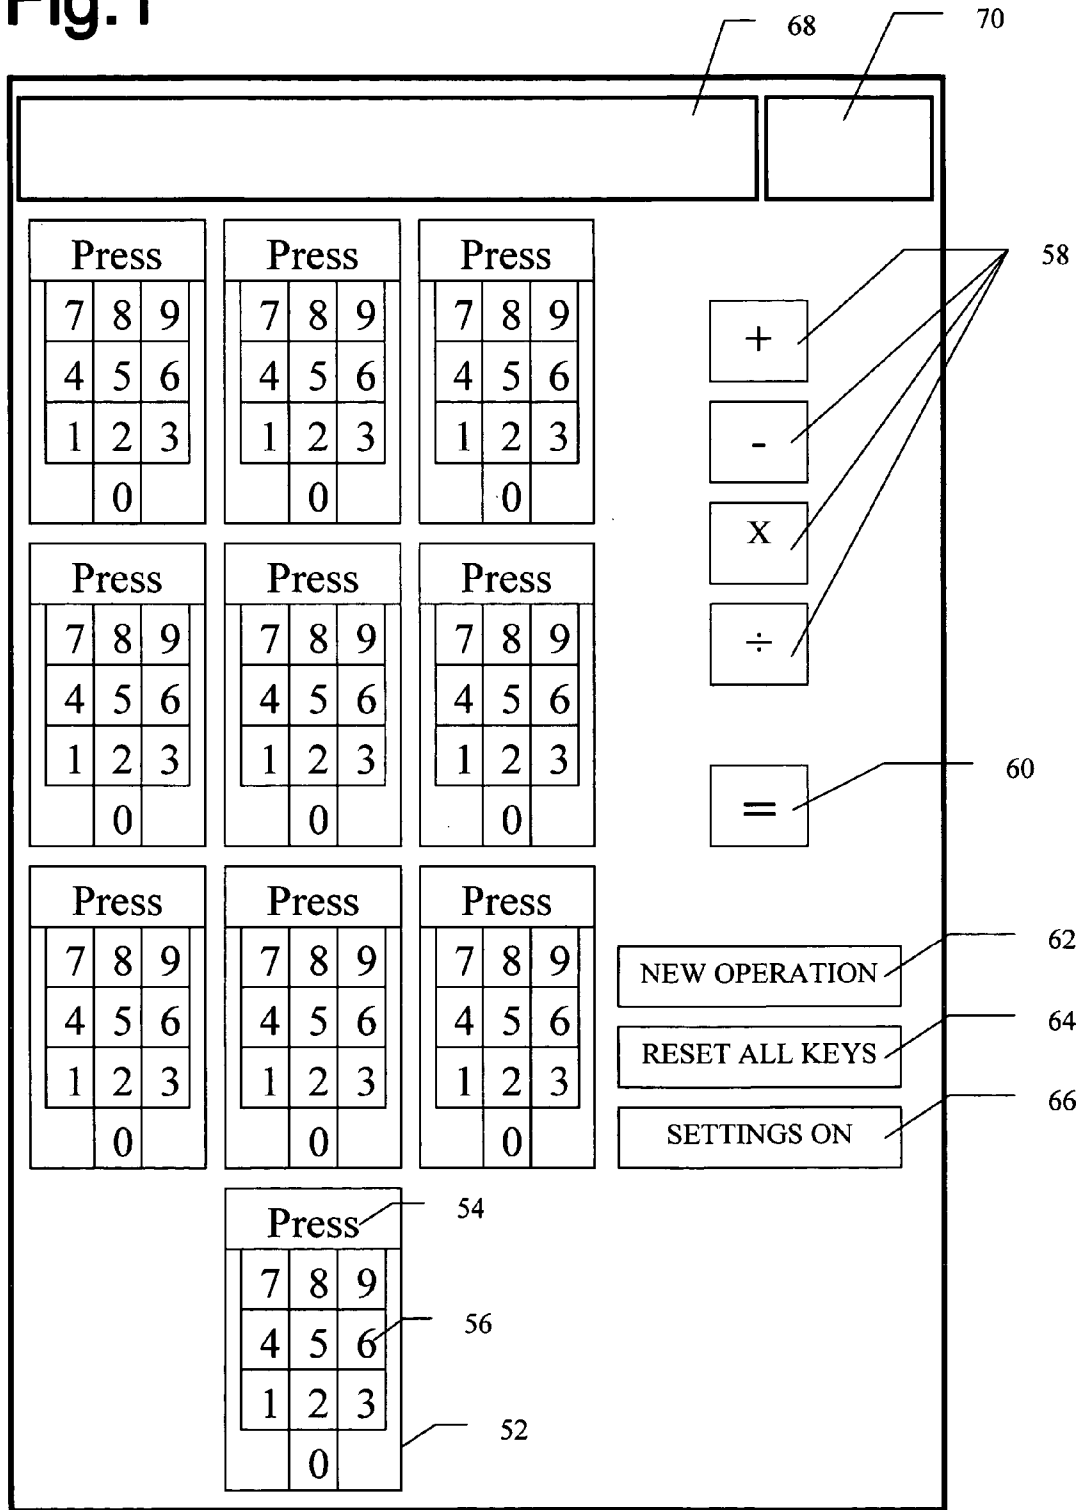 Fig.1
68 70
Press Press Press
7 8 9 7 8 9 7 8 9
4 5 6 4 5 6 4 5 6
1 2 3 1 2 3 1 2 3
0 0 0
58
+
-
X
÷
Press Press Press
7 8 9 7 8 9 7 8 9
4 5 6 4 5 6 4 5 6
1 2 3 1 2 3 1 2 3
0 0 0
=
60
Press Press Press
7 8 9 7 8 9 7 8 9
4 5 6 4 5 6 4 5 6
1 2 3 1 2 3 1 2 3
0 0 0
NEW OPERATION 62
RESET ALL KEYS 64
SETTINGS ON 66
Press 54
7 8 9
4 5 6 56
1 2 3
0 52